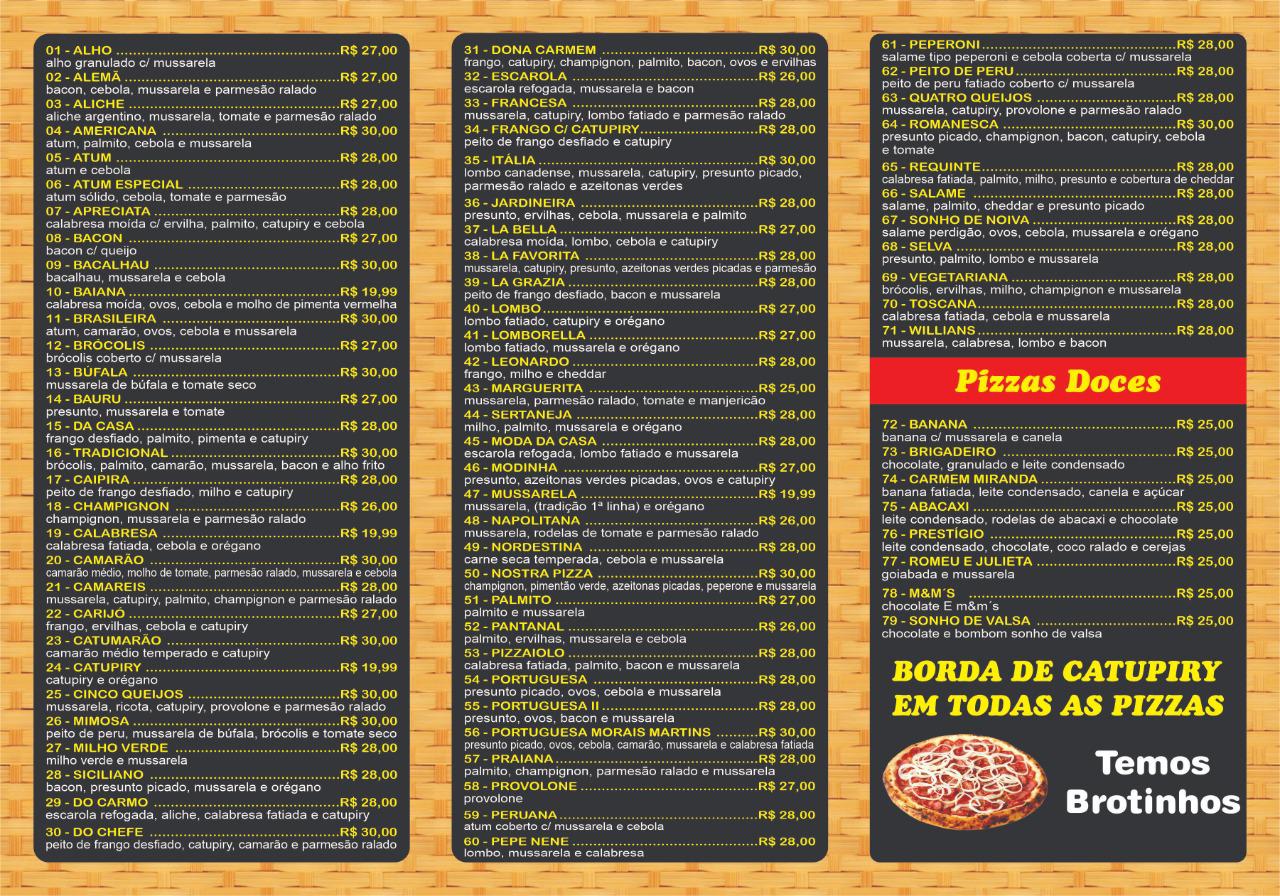 01 - ALHO ........................................R$ 27,00
alho granulado c/ mussarela
02 - ALEMÃ ........................................R$ 27,00
bacon, cebola, mussarela e parmesão ralado
03 - ALICHE ........................................R$ 27,00
aliche argentino, mussarela, tomate e parmesão ralado
04 - AMERICANA ................................R$ 30,00
atum, palmito, cebola e mussarela
05 - ATUM ........................................R$ 28,00
atum e cebola
06 - ATUM ESPECIAL ............................R$ 28,00
atum sólido, cebola, tomate e parmesão
07 - APRECIATA ................................R$ 28,00
calabresa moída c/ ervilha, palmito, catupiry e cebola
08 - BACON ......................................R$ 27,00
bacon c/ queijo
09 - BACALHAU .................................R$ 30,00
bacalhau, mussarela e cebola
10 - BAIANA ......................................R$ 19,99
calabresa moída, ovos, cebola e molho de pimenta vermelha
11 - BRASILEIRA ................................R$ 30,00
atum, camarão, ovos, cebola e mussarela
12 - BRÓCOLIS ..................................R$ 27,00
brócolis coberto c/ mussarela
13 - BÚFALA .....................................R$ 30,00
mussarela de búfala e tomate seco
14 - BAURU ......................................R$ 27,00
presunto, mussarela e tomate
15 - DA CASA ....................................R$ 28,00
frango desfiado, palmito, pimenta e catupiry
16 - TRADICIONAL ..............................R$ 30,00
brócolis, palmito, camarão, mussarela, bacon e alho frito
17 - CAIPIRA .....................................R$ 28,00
peito de frango desfiado, milho e catupiry
18 - CHAMPIGNON ..............................R$ 26,00
champignon, mussarela e parmesão ralado
19 - CALABRESA ................................R$ 19,99
calabresa fatiada, cebola e orégano
20 - CAMARÃO ..................................R$ 30,00
camarão médio, molho de tomate, parmesão ralado, mussarela e cebola
21 - CAMAREIS ..................................R$ 28,00
mussarela, catupiry, palmito, champignon e parmesão ralado
22 - CARIJÓ ......................................R$ 27,00
frango, ervilhas, cebola e catupiry
23 - CATUMARÃO ...............................R$ 30,00
camarão médio temperado e catupiry
24 - CATUPIRY ..................................R$ 19,99
catupiry e orégano
25 - CINCO QUEIJOS ...........................R$ 30,00
mussarela, ricota, catupiry, provolone e parmesão ralado
26 - MIMOSA .....................................R$ 30,00
peito de peru, mussarela de búfala, brócolis e tomate seco
27 - MILHO VERDE .............................R$ 28,00
milho verde e mussarela
28 - SICILIANO ..................................R$ 28,00
bacon, presunto picado, mussarela e orégano
29 - DO CARMO .................................R$ 28,00
escarola refogada, aliche, calabresa fatiada e catupiry
30 - DO CHEFE ..................................R$ 30,00
peito de frango desfiado, catupiry, camarão e parmesão ralado
31 - DONA CARMEM ............................R$ 30,00
frango, catupiry, champignon, palmito, bacon, ovos e ervilhas
32 - ESCAROLA .................................R$ 26,00
escarola refogada, mussarela e bacon
33 - FRANCESA .................................R$ 28,00
mussarela, catupiry, lombo fatiado e parmesão ralado
34 - FRANGO C/ CATUPIRY.....................R$ 28,00
peito de frango desfiado e catupiry
35 - ITÁLIA .......................................R$ 30,00
lombo canadense, mussarela, catupiry, presunto picado,
parmesão ralado e azeitonas verdes
36 - JARDINEIRA ................................R$ 28,00
presunto, ervilhas, cebola, mussarela e palmito
37 - LA BELLA ...................................R$ 27,00
calabresa moída, lombo, cebola e catupiry
38 - LA FAVORITA ..............................R$ 28,00
mussarela, catupiry, presunto, azeitonas verdes picadas e parmesão
39 - LA GRAZIA .................................R$ 28,00
peito de frango desfiado, bacon e mussarela
40 - LOMBO ......................................R$ 27,00
lombo fatiado, catupiry e orégano
41 - LOMBORELLA .............................R$ 27,00
lombo fatiado, mussarela e orégano
42 - LEONARDO .................................R$ 28,00
frango, milho e cheddar
43 - MARGUERITA ..............................R$ 25,00
mussarela, parmesão ralado, tomate e manjericão
44 - SERTANEJA ................................R$ 28,00
milho, palmito, mussarela e orégano
45 - MODA DA CASA ............................R$ 28,00
escarola refogada, lombo fatiado e mussarela
46 - MODINHA ...................................R$ 27,00
presunto, azeitonas verdes picadas, ovos e catupiry
47 - MUSSARELA ...............................R$ 19,99
mussarela, (tradição 1ª linha) e orégano
48 - NAPOLITANA ...............................R$ 26,00
mussarela, rodelas de tomate e parmesão ralado
49 - NORDESTINA ..............................R$ 28,00
carne seca temperada, cebola e mussarela
50 - NOSTRA PIZZA ............................R$ 30,00
champignon, pimentão verde, azeitonas picadas, peperone e mussarela
51 - PALMITO ....................................R$ 27,00
palmito e mussarela
52 - PANTANAL ..................................R$ 26,00
palmito, ervilhas, mussarela e cebola
53 - PIZZAIOLO ..................................R$ 28,00
calabresa fatiada, palmito, bacon e mussarela
54 - PORTUGUESA ..............................R$ 28,00
presunto picado, ovos, cebola e mussarela
55 - PORTUGUESA II ............................R$ 28,00
presunto, ovos, bacon e mussarela
56 - PORTUGUESA MORAIS MARTINS ..........R$ 30,00
presunto picado, ovos, cebola, camarão, mussarela e calabresa fatiada
57 - PRAIANA ....................................R$ 28,00
palmito, champignon, parmesão ralado e mussarela
58 - PROVOLONE ................................R$ 27,00
provolone
59 - PERUANA ...................................R$ 28,00
atum coberto c/ mussarela e cebola
60 - PEPE NENE .................................R$ 28,00
lombo, mussarela e calabresa
61 - PEPERONI ..................................R$ 28,00
salame tipo peperoni e cebola coberta c/ mussarela
62 - PEITO DE PERU .............................R$ 28,00
peito de peru fatiado coberto c/ mussarela
63 - QUATRO QUEIJOS .........................R$ 28,00
mussarela, catupiry, provolone e parmesão ralado
64 - ROMANESCA ...............................R$ 30,00
presunto picado, champignon, bacon, catupiry, cebola
e tomate
65 - REQUINTE ..................................R$ 28,00
calabresa fatiada, palmito, milho, presunto e cobertura de cheddar
66 - SALAME .....................................R$ 28,00
salame, palmito, cheddar e presunto picado
67 - SONHO DE NOIVA ..........................R$ 28,00
salame perdigão, ovos, cebola, mussarela e orégano
68 - SELVA .......................................R$ 28,00
presunto, palmito, lombo e mussarela
69 - VEGETARIANA ..............................R$ 28,00
brócolis, ervilhas, milho, champignon e mussarela
70 - TOSCANA....................................R$ 28,00
calabresa fatiada, cebola e mussarela
71 - WILLIANS ....................................R$ 28,00
mussarela, calabresa, lombo e bacon
Pizzas Doces
72 - BANANA ....................................R$ 25,00
banana c/ mussarela e canela
73 - BRIGADEIRO ...............................R$ 25,00
chocolate, granulado e leite condensado
74 - CARMEM MIRANDA ........................R$ 25,00
banana fatiada, leite condensado, canela e açúcar
75 - ABACAXI ....................................R$ 25,00
leite condensado, rodelas de abacaxi e chocolate
76 - PRESTÍGIO ..................................R$ 25,00
leite condensado, chocolate, coco ralado e cerejas
77 - ROMEU E JULIETA .........................R$ 25,00
goiabada e mussarela
78 - M&M´S .....................................R$ 25,00
chocolate E m&m´s
79 - SONHO DE VALSA .........................R$ 25,00
chocolate e bombom sonho de valsa
BORDA DE CATUPIRY
EM TODAS AS PIZZAS
Temos
Brotinhos